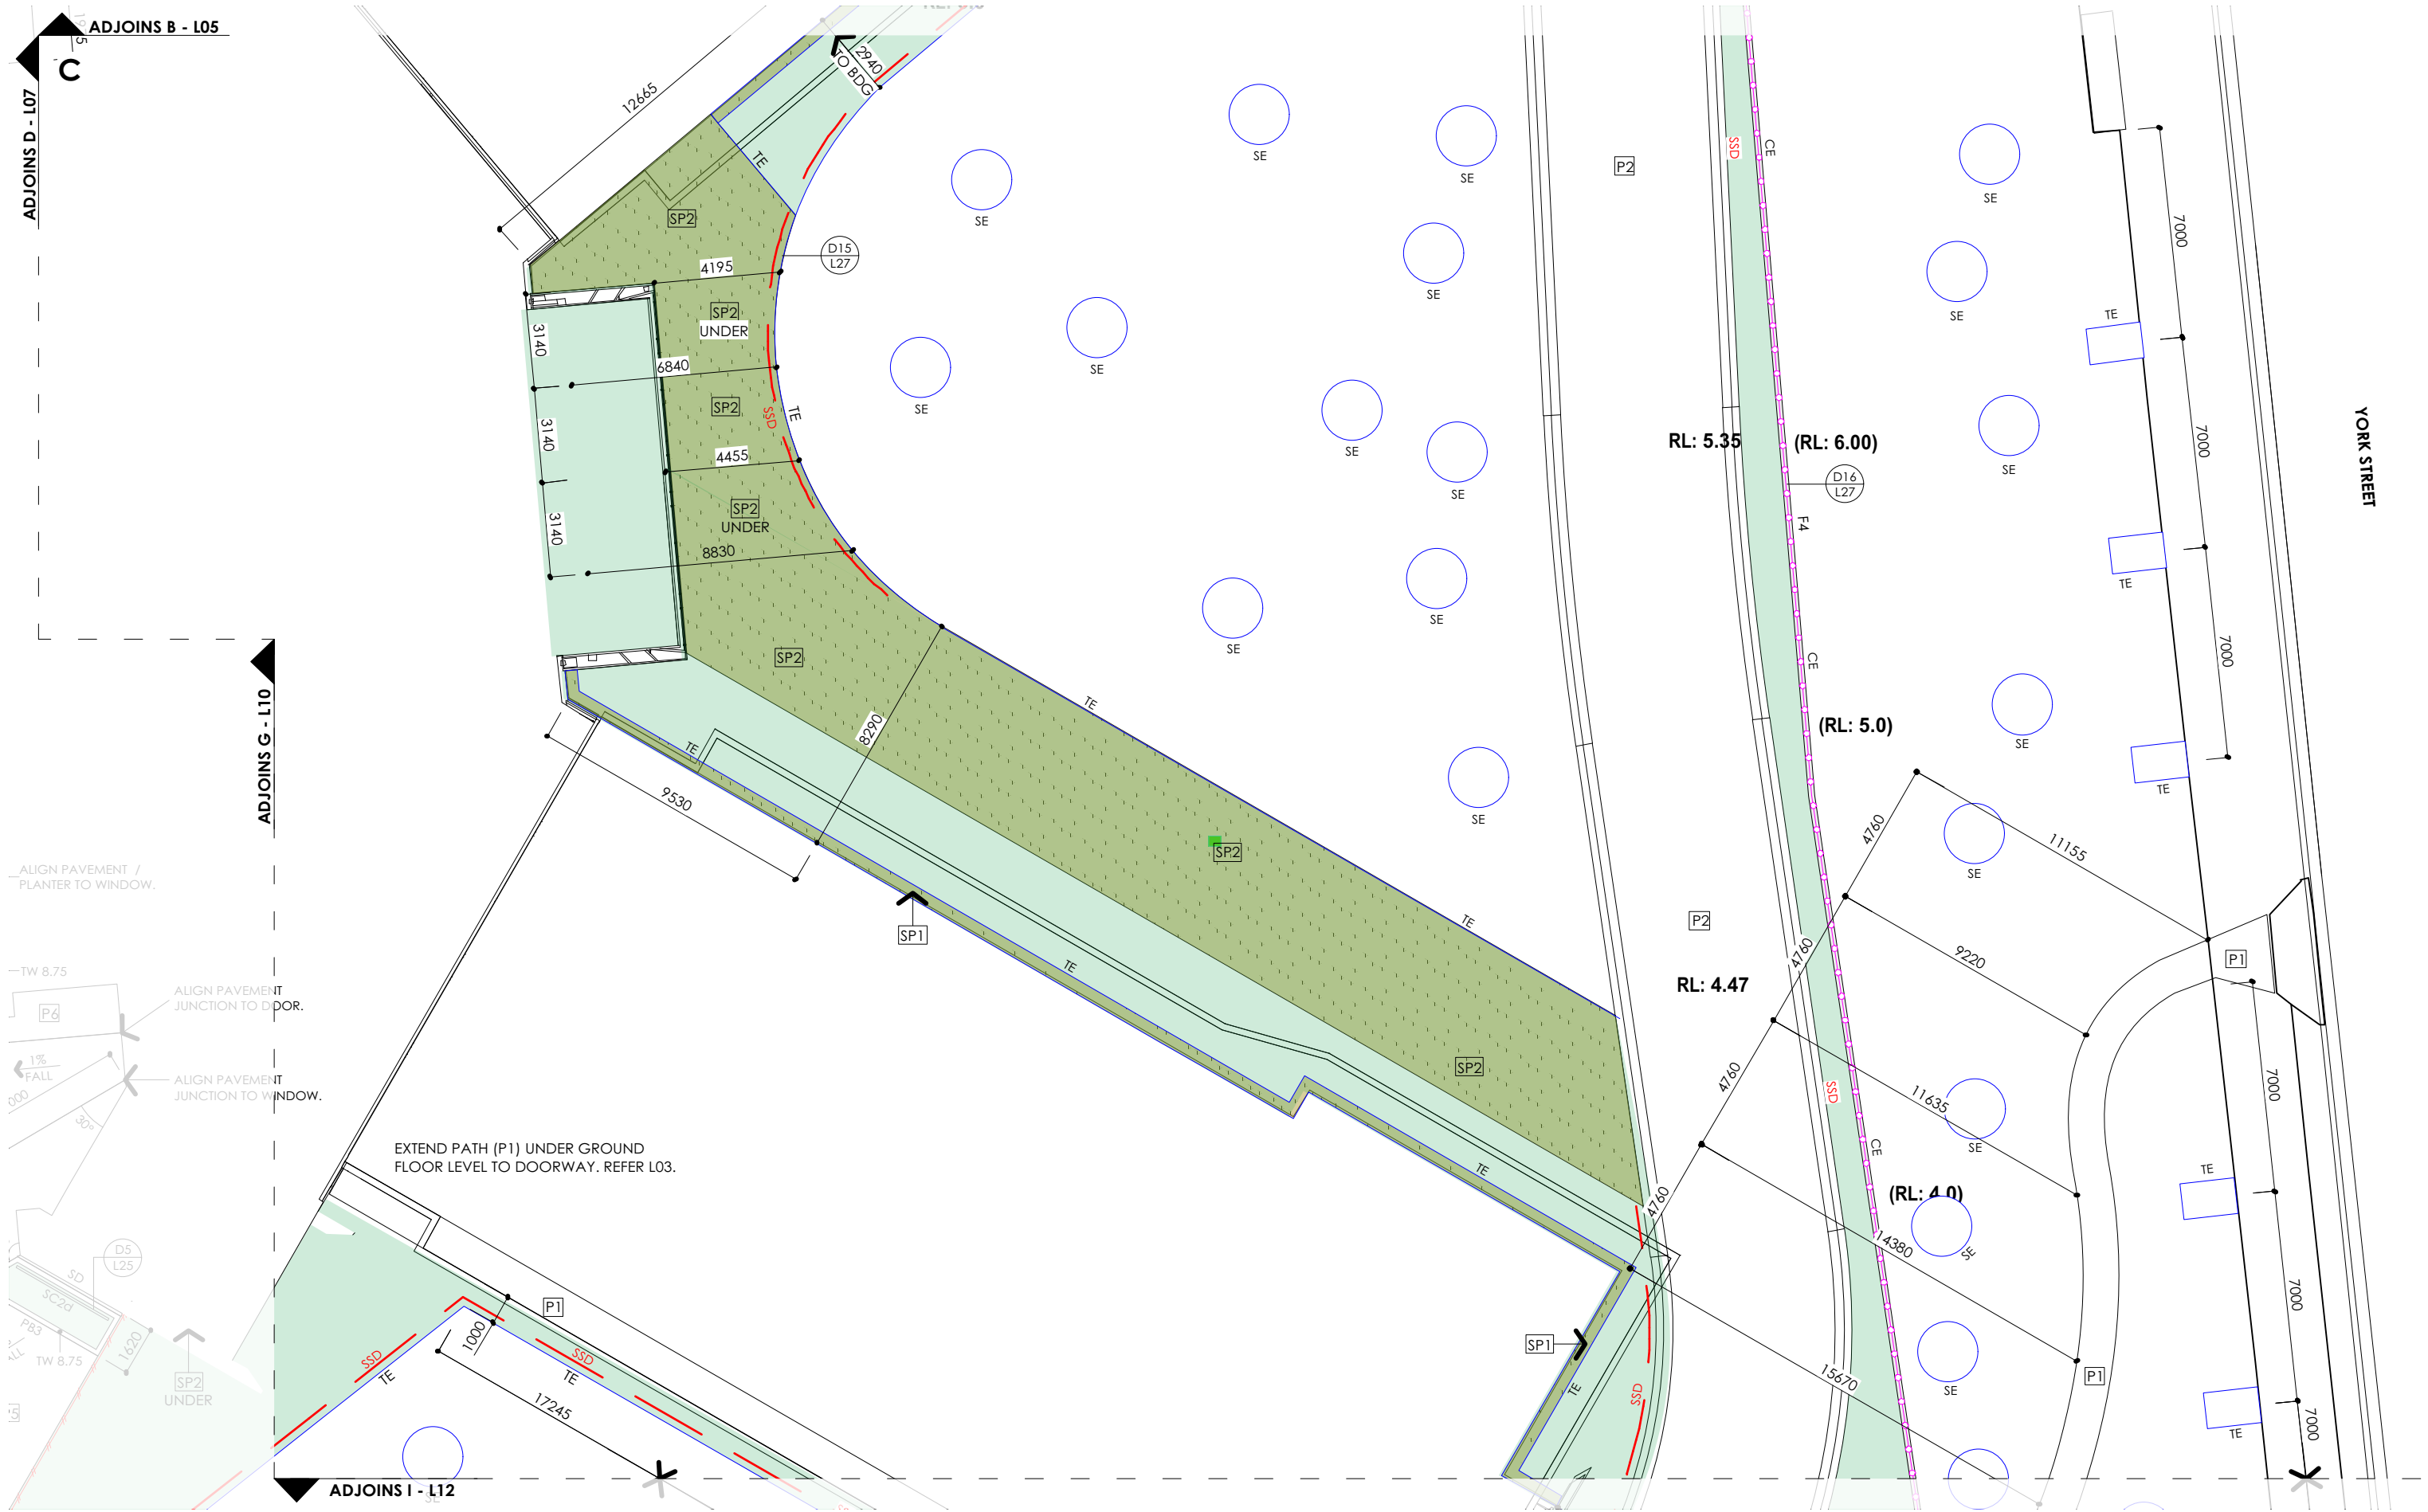 ADJOINS B - L05
C
ADJOINS D - L07
12665
2940
TO BDG
TE
SP2
4195
D15
L27
SP2
UNDER
3140
6840
SP2
SSD
TE
3140
4455
SP2
UNDER
3140
8830
SP2
8290
TE
9530
TE
SP2
SP1
TE
TE
SP2
TE
SE
SE
SE
SE
SE
SE
SE
SE
SE
SE
SE
SE
P2
SSD
CE
RL: 5.35
(RL: 6.00)
D16
L27
F4
CE
(RL: 5.0)
P2
RL: 4.47
SSD
CE
(RL: 4.0)
SE
SE
SE
SE
SE
SE
SE
SE
7000
TE
7000
TE
7000
TE
YORK STREET
4760
11155
4760
9220
4760
11635
4760
14380
15670
P1
7000
TE
7000
TE
7000
P1
SP1
TE
SSD
ADJOINS G - L10
ALIGN PAVEMENT /
PLANTER TO WINDOW.
TW 8.75
ALIGN PAVEMENT
JUNCTION TO DOOR.
P6
1%
FALL
ALIGN PAVEMENT
JUNCTION TO WINDOW.
30°
EXTEND PATH (P1) UNDER GROUND
FLOOR LEVEL TO DOORWAY. REFER L03.
D5
L25
SD
SC2d
PB3
TW 8.75
1620
SP2
UNDER
SSD
TE
1000
P1
SSD
TE
17245
SE
ADJOINS I - L12